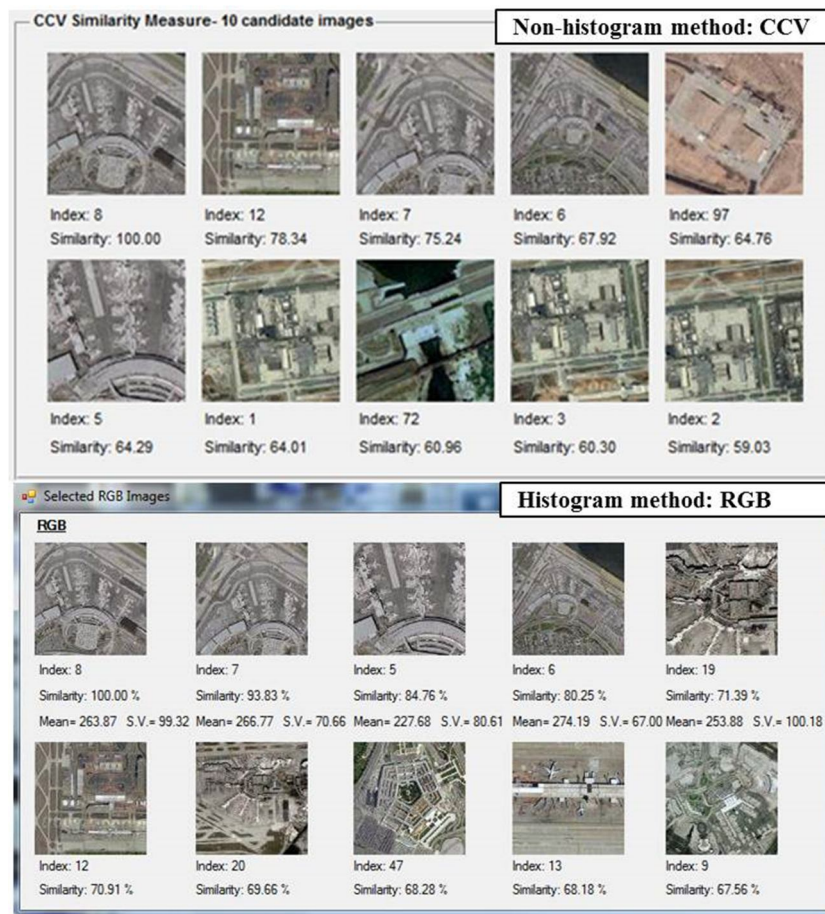 CCV Similarity Measure- 10 candidate images
Non-histogram method: CCV
Index: 8 Index: 12 Index: 7 Index: 6 Index: 97
Similarity: 100.00 Similarity: 78.34 Similarity: 75.24 Similarity: 67.92 Similarity: 64.76
Index: 5 Index: 1 Index: 72 Index: 3 Index: 2
Similarity: 64.29 Similarity: 64.01 Similarity: 60.96 Similarity: 60.30 Similarity: 59.03
Selected RGB Images
Histogram method: RGB
RGB
Index: 8 Index: 7 Index: 5 Index: 6 Index: 19
Similarity: 100.00 % Similarity: 93.83 % Similarity: 84.76 % Similarity: 80.25 % Similarity: 71.39 %
Mean= 263.87 S.V.= 99.32 Mean= 266.77 S.V.= 70.66 Mean= 227.68 S.V.= 80.61 Mean= 274.19 S.V.= 67.00 Mean= 253.88 S.V.= 100.18
Index: 12 Index: 20 Index: 47 Index: 13 Index: 9
Similarity: 70.91 % Similarity: 69.66 % Similarity: 68.28 % Similarity: 68.18 % Similarity: 67.56 %